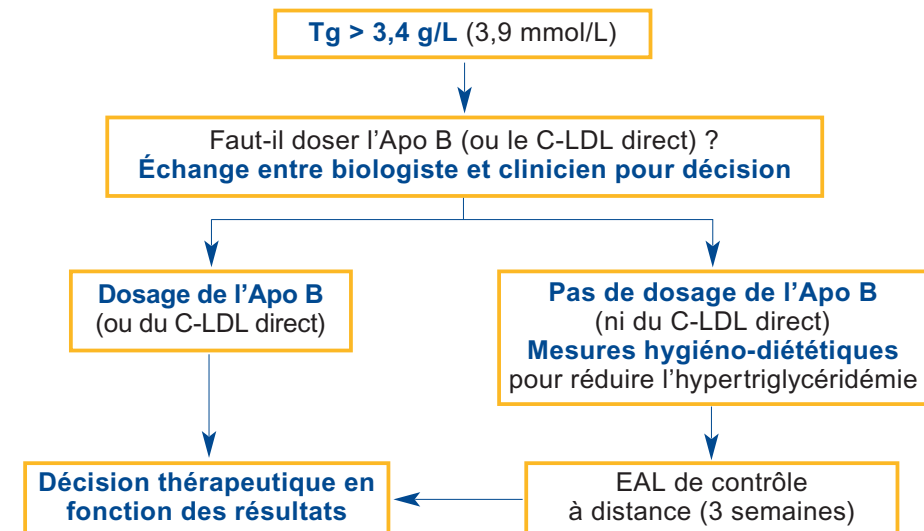 Tg > 3,4 g/L (3,9 mmol/L)
Faut-il doser l’Apo B (ou le C-LDL direct) ?
Échange entre biologiste et clinicien pour décision
Dosage de l’Apo B
(ou du C-LDL direct)
Pas de dosage de l’Apo B
(ni du C-LDL direct)
Mesures hygiéno-diététiques
pour réduire l’hypertriglycéridémie
Décision thérapeutique en
fonction des résultats
EAL de contrôle
à distance (3 semaines)